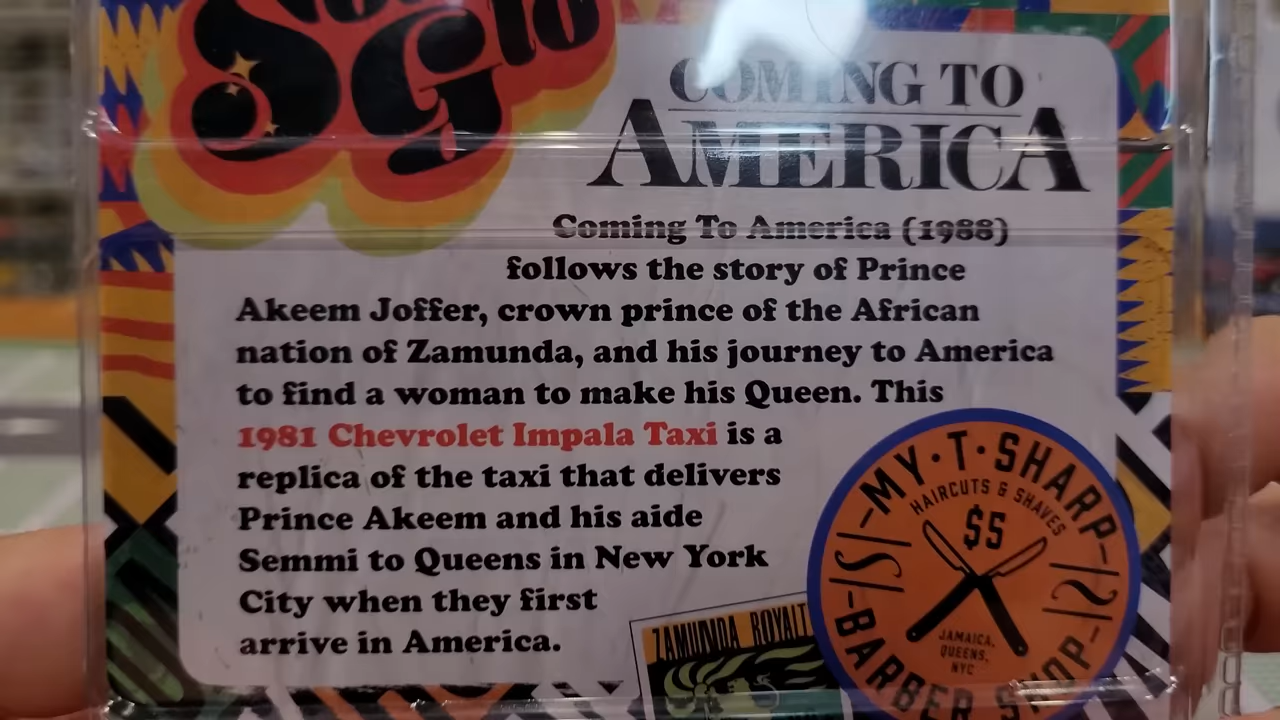 Glo
COMING TO
AMERICA
Coming To America (1988)
follows the story of Prince
Akeem Joffer, crown prince of the African
nation of Zamunda, and his journey to America
to find a woman to make his Queen. This
1981 Chevrolet Impala Taxi is a
replica of the taxi that delivers
Prince Akeem and his aide
Semmi to Queens in New York
City when they first
arrive in America.
MY·T·SHARP
HAIRCUTS & SHAVES
$5
JAMAICA,
QUEENS,
NYC
BARBER SHOP
ZAMUNDA ROYALT